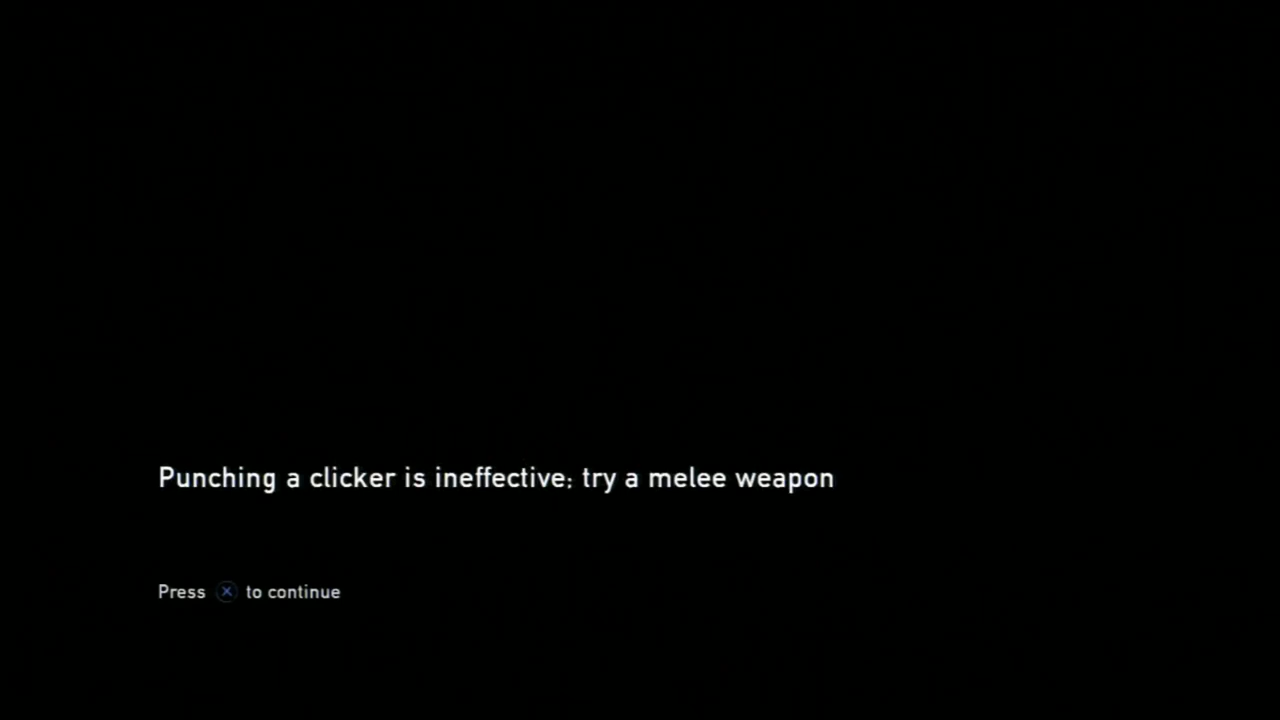 Punching a clicker is ineffective; try a melee weapon
Press ⓧ to continue